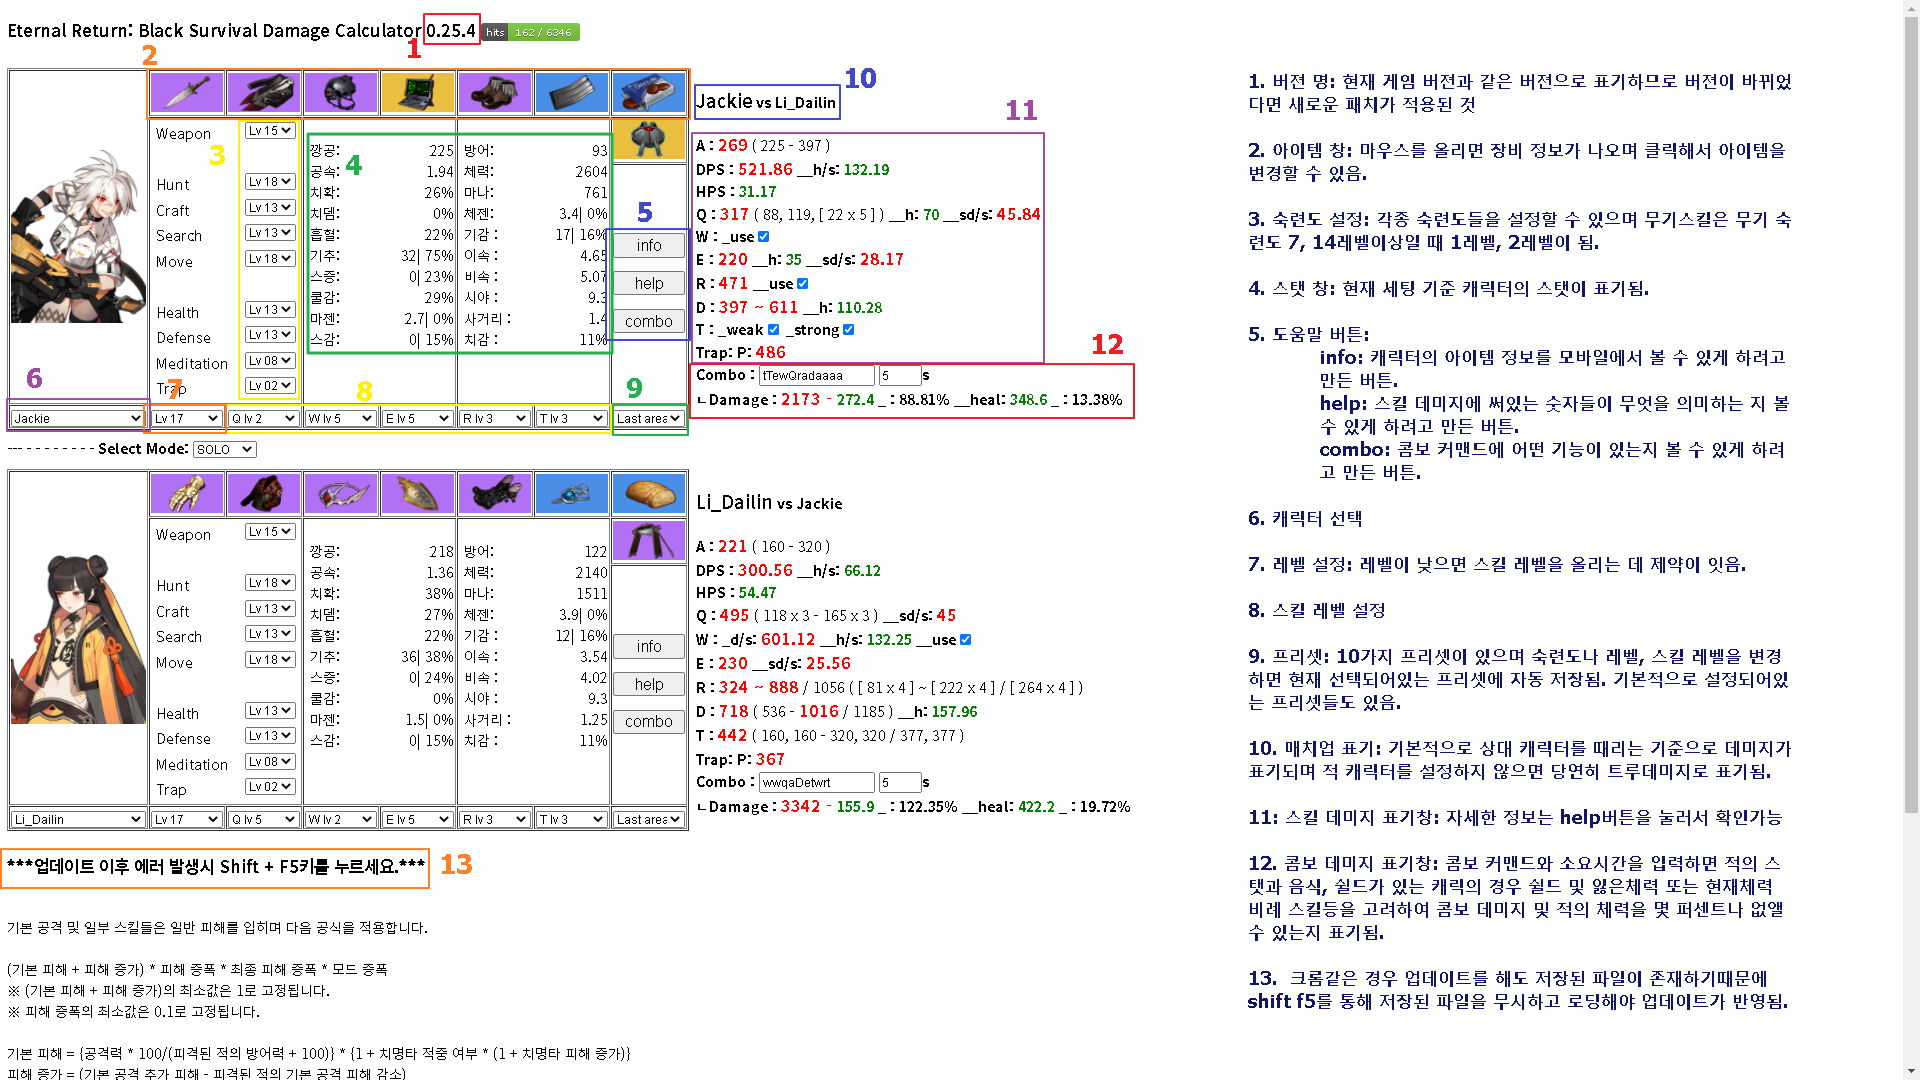 Eternal Return: Black Survival Damage Calculator 0.25.4 hits 162 / 6346
1
2
Weapon Lv 15
Hunt Lv 18
Craft Lv 13
Search Lv 13
Move Lv 18
Health Lv 13
Defense Lv 13
Meditation Lv 08
Trap Lv 02
3
4
깡공: 225 방어: 93
공속: 1.94 체력: 2604
치확: 26% 마나: 761
치뎀: 0% 체젠: 3.4| 0%
흡혈: 22% 기감: 17| 16%
기추: 32| 75% 이속: 4.65
스증: 0| 23% 비속: 5.07
쿨감: 29% 시야: 9.3
마젠: 2.7| 0% 사거리: 1.4
스감: 0| 15% 치감: 11%
5
info
help
combo
6
7
8
9
Jackie Lv 17 Q lv 2 W lv 5 E lv 5 R lv 3 T lv 3 Last area
10
Jackie vs Li_Dailin
11
A : 269 ( 225 - 397 )
DPS : 521.86 __h/s: 132.19
HPS : 31.17
Q : 317 ( 88, 119, [ 22 x 5 ] ) __h: 70 __sd/s: 45.84
W : _use
E : 220 __h: 35 __sd/s: 28.17
R : 471 __use
D : 397 ~ 611 __h: 110.28
T : _weak _strong
Trap: P: 486
12
Combo : tTewQradaaaa 5 s
ㄴDamage : 2173 - 272.4 _ : 88.81% __heal: 348.6 _ : 13.38%
--- - - - - - - - - - Select Mode: SOLO
Weapon Lv 15
Hunt Lv 18
Craft Lv 13
Search Lv 13
Move Lv 18
Health Lv 13
Defense Lv 13
Meditation Lv 08
Trap Lv 02
깡공: 218 방어: 122
공속: 1.36 체력: 2140
치확: 38% 마나: 1511
치뎀: 27% 체젠: 3.9| 0%
흡혈: 22% 기감: 12| 16%
기추: 36| 38% 이속: 3.54
스증: 0| 24% 비속: 4.02
쿨감: 0% 시야: 9.3
마젠: 1.5| 0% 사거리: 1.25
스감: 0| 15% 치감: 11%
info
help
combo
Li_Dailin Lv 17 Q lv 5 W lv 2 E lv 5 R lv 3 T lv 3 Last area
Li_Dailin vs Jackie
A : 221 ( 160 - 320 )
DPS : 300.56 __h/s: 66.12
HPS : 54.47
Q : 495 ( 118 x 3 - 165 x 3 ) __sd/s: 45
W : _d/s: 601.12 __h/s: 132.25 __use
E : 230 __sd/s: 25.56
R : 324 ~ 888 / 1056 ( [ 81 x 4 ] ~ [ 222 x 4 ] / [ 264 x 4 ] )
D : 718 ( 536 - 1016 / 1185 ) __h: 157.96
T : 442 ( 160, 160 - 320, 320 / 377, 377 )
Trap: P: 367
Combo : wwqaDetwrt 5 s
ㄴDamage : 3342 - 155.9 _ : 122.35% __heal: 422.2 _ : 19.72%
***업데이트 이후 에러 발생시 Shift + F5키를 누르세요.***
13
기본 공격 및 일부 스킬들은 일반 피해를 입히며 다음 공식을 적용합니다.
(기본 피해 + 피해 증가) * 피해 증폭 * 최종 피해 증폭 * 모드 증폭
※ (기본 피해 + 피해 증가)의 최소값은 1로 고정됩니다.
※ 피해 증폭의 최소값은 0.1로 고정됩니다.
기본 피해 = {공격력 * 100/(피격된 적의 방어력 + 100)} * {1 + 치명타 적중 여부 * (1 + 치명타 피해 증가)}
피해 증가 = (기본 공격 추가 피해 - 피격된 적의 기본 공격 피해 감소)
1. 버젼 명: 현재 게임 버젼과 같은 버젼으로 표기하므로 버젼이 바뀌었
다면 새로운 패치가 적용된 것
2. 아이템 창: 마우스를 올리면 장비 정보가 나오며 클릭해서 아이템을
변경할 수 있음.
3. 숙련도 설정: 각종 숙련도들을 설정할 수 있으며 무기스킬은 무기 숙
련도 7, 14레벨이상일 때 1레벨, 2레벨이 됨.
4. 스탯 창: 현재 세팅 기준 캐릭터의 스탯이 표기됨.
5. 도움말 버튼:
info: 캐릭터의 아이템 정보를 모바일에서 볼 수 있게 하려고
만든 버튼.
help: 스킬 데미지에 써있는 숫자들이 무엇을 의미하는 지 볼
수 있게 하려고 만든 버튼.
combo: 콤보 커맨드에 어떤 기능이 있는지 볼 수 있게 하려
고 만든 버튼.
6. 캐릭터 선택
7. 레벨 설정: 레벨이 낮으면 스킬 레벨을 올리는 데 제약이 잇음.
8. 스킬 레벨 설정
9. 프리셋: 10가지 프리셋이 있으며 숙련도나 레벨, 스킬 레벨을 변경
하면 현재 선택되어있는 프리셋에 자동 저장됨. 기본적으로 설정되어있
는 프리셋들도 있음.
10. 매치업 표기: 기본적으로 상대 캐릭터를 때리는 기준으로 데미지가
표기되며 적 캐릭터를 설정하지 않으면 당연히 트루데미지로 표기됨.
11: 스킬 데미지 표기창: 자세한 정보는 help버튼을 눌러서 확인가능
12. 콤보 데미지 표기창: 콤보 커맨드와 소요시간을 입력하면 적의 스
탯과 음식, 쉴드가 있는 캐릭의 경우 쉴드 및 잃은체력 또는 현재체력
비례 스킬등을 고려하여 콤보 데미지 및 적의 체력을 몇 퍼센트나 없앨
수 있는지 표기됨.
13. 크롬같은 경우 업데이트를 해도 저장된 파일이 존재하기때문에
shift f5를 통해 저장된 파일을 무시하고 로딩해야 업데이트가 반영됨.